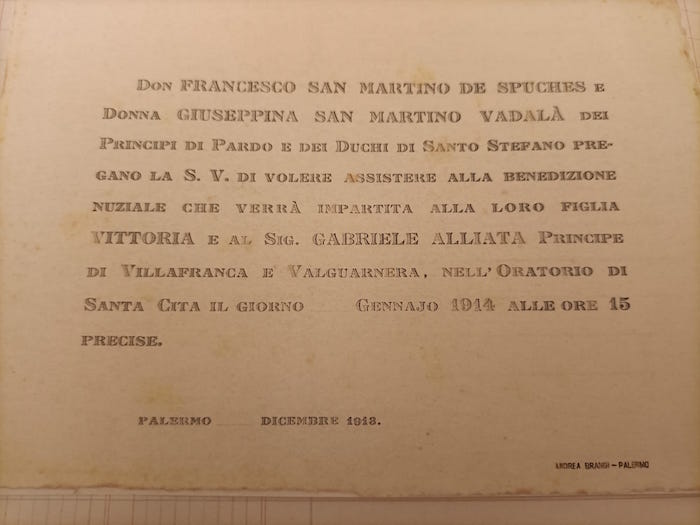 Don FRANCESCO SAN MARTINO DE SPUCHES E
Donna GIUSEPPINA SAN MARTINO VADALÀ DEI
Principi di Pardo e dei Duchi di Santo Stefano PRE-
GANO LA S. V. DI VOLERE ASSISTERE ALLA BENEDIZIONE
NUZIALE CHE VERRÀ IMPARTITA ALLA LORO FIGLIA
VITTORIA E AL Sig. GABRIELE ALLIATA Principe
di Villafranca e Valguarnera, nell'Oratorio di
Santa Cita il giorno Gennajo 1914 alle ore 15
PRECISE.
PALERMO DICEMBRE 1913.
ANDREA BRANGI - PALERMO